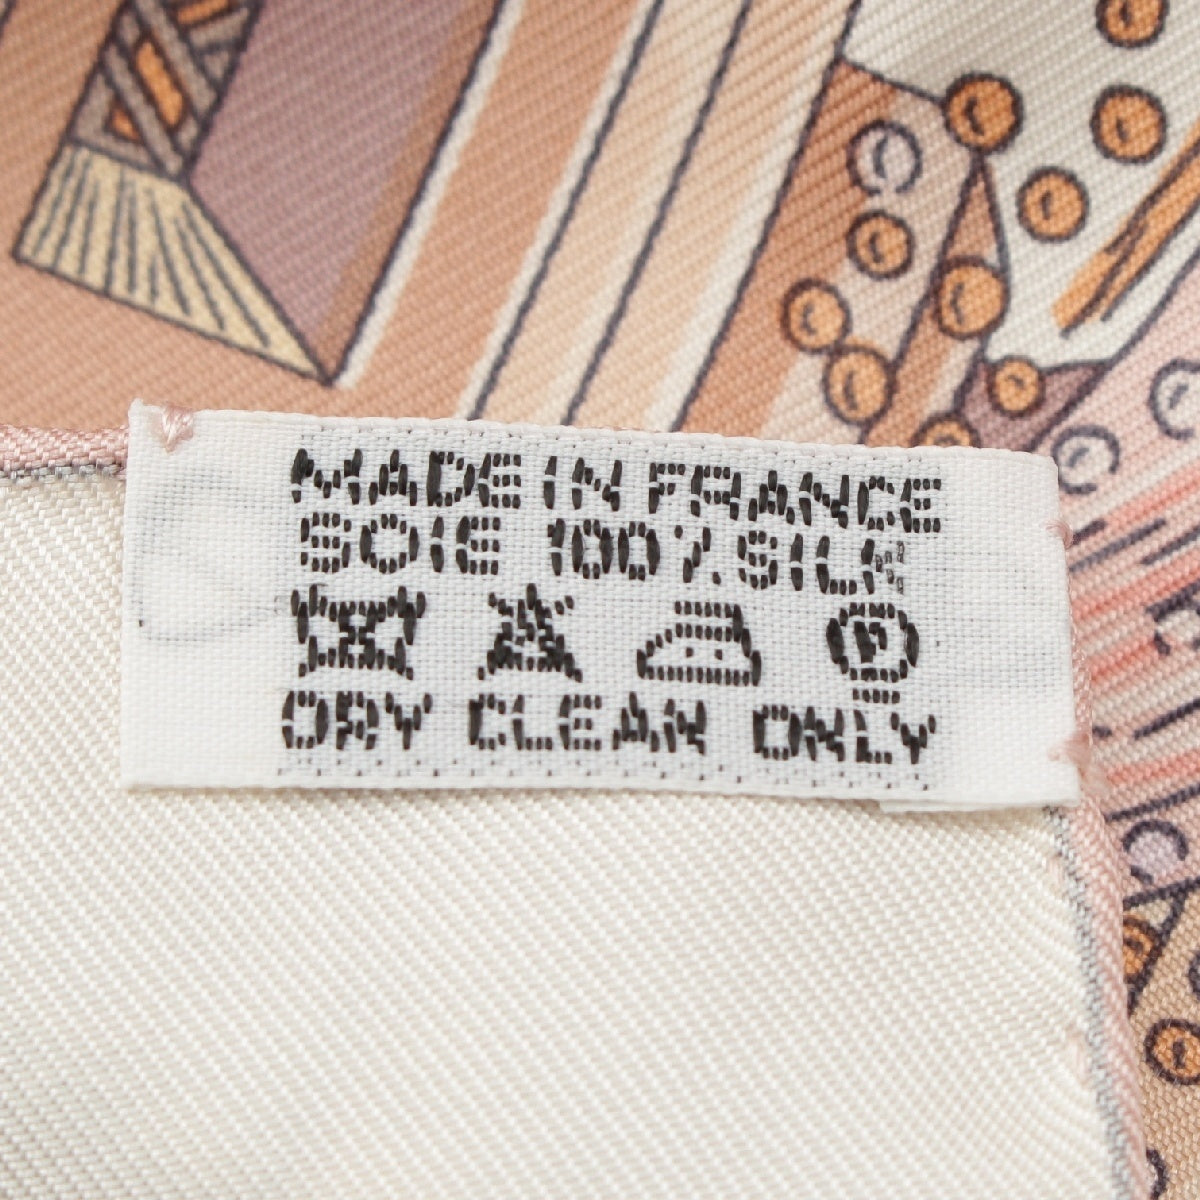 MADE IN FRANCE
SOIE 100% SILK
P
DRY CLEAN ONLY